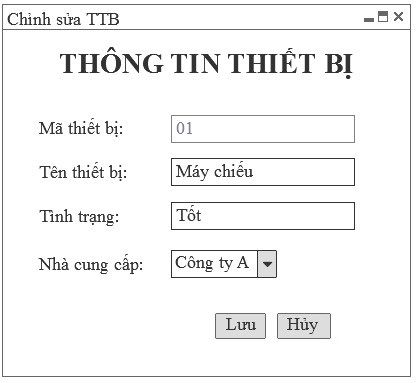 Chỉnh sửa TTB
THÔNG TIN THIẾT BỊ
Mã thiết bị: 01
Tên thiết bị: Máy chiếu
Tình trạng: Tốt
Nhà cung cấp: Công ty A
Lưu Hủy